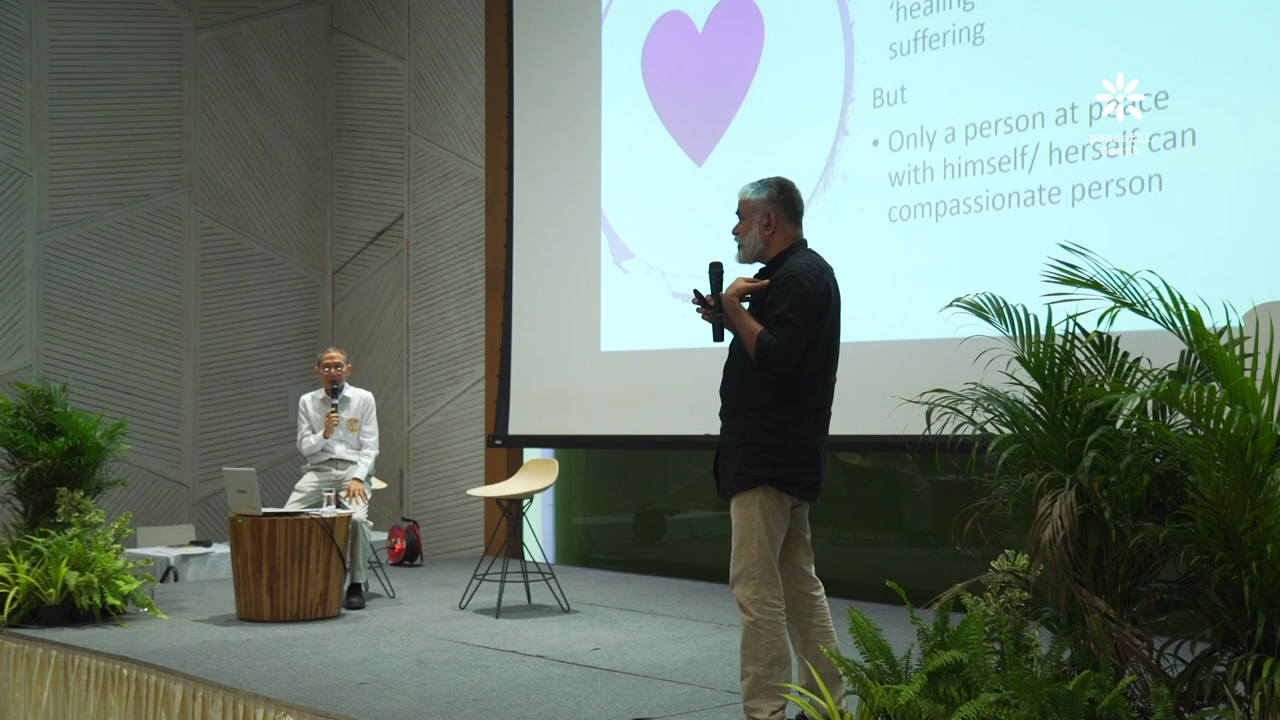 ‘healing
suffering
But
• Only a person at peace
with himself/ herself can
compassionate person